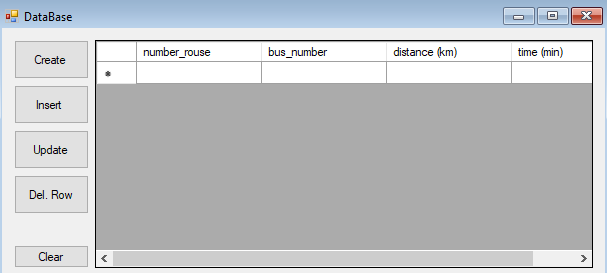 DataBase
Create
Insert
Update
Del. Row
Clear
number_rouse bus_number distance (km) time (min)
*